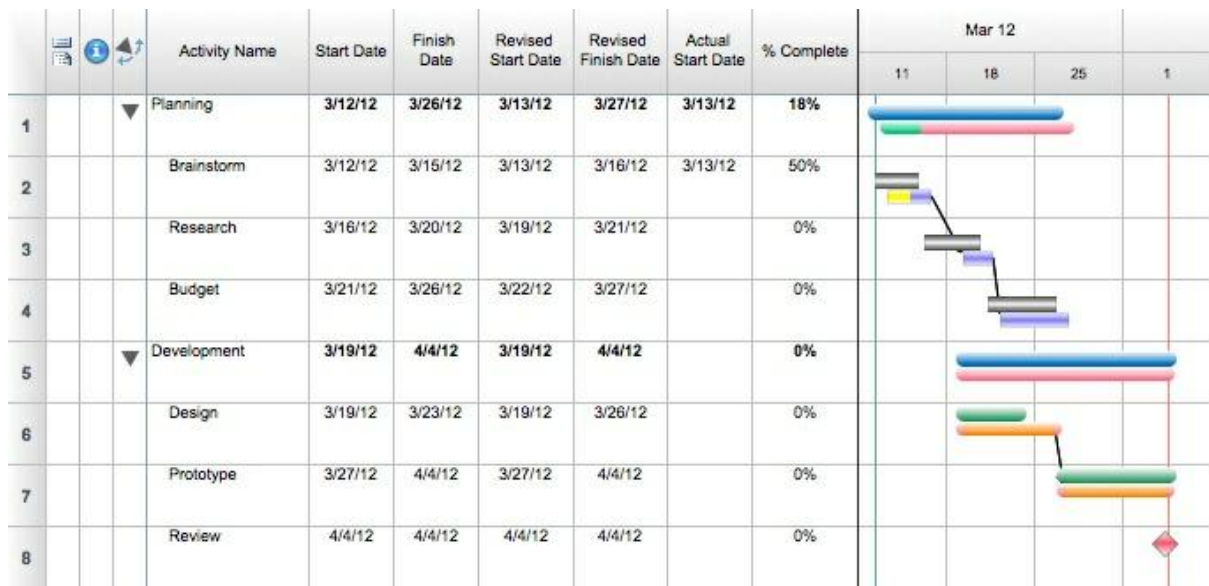 Mar 12
Activity Name Start Date Finish Date Revised Start Date Revised Finish Date Actual Start Date % Complete
11 18 25 1
1 Planning 3/12/12 3/26/12 3/13/12 3/27/12 3/13/12 18%
2 Brainstorm 3/12/12 3/15/12 3/13/12 3/16/12 3/13/12 50%
3 Research 3/16/12 3/20/12 3/19/12 3/21/12 0%
4 Budget 3/21/12 3/26/12 3/22/12 3/27/12 0%
5 Development 3/19/12 4/4/12 3/19/12 4/4/12 0%
6 Design 3/19/12 3/23/12 3/19/12 3/26/12 0%
7 Prototype 3/27/12 4/4/12 3/27/12 4/4/12 0%
8 Review 4/4/12 4/4/12 4/4/12 4/4/12 0%